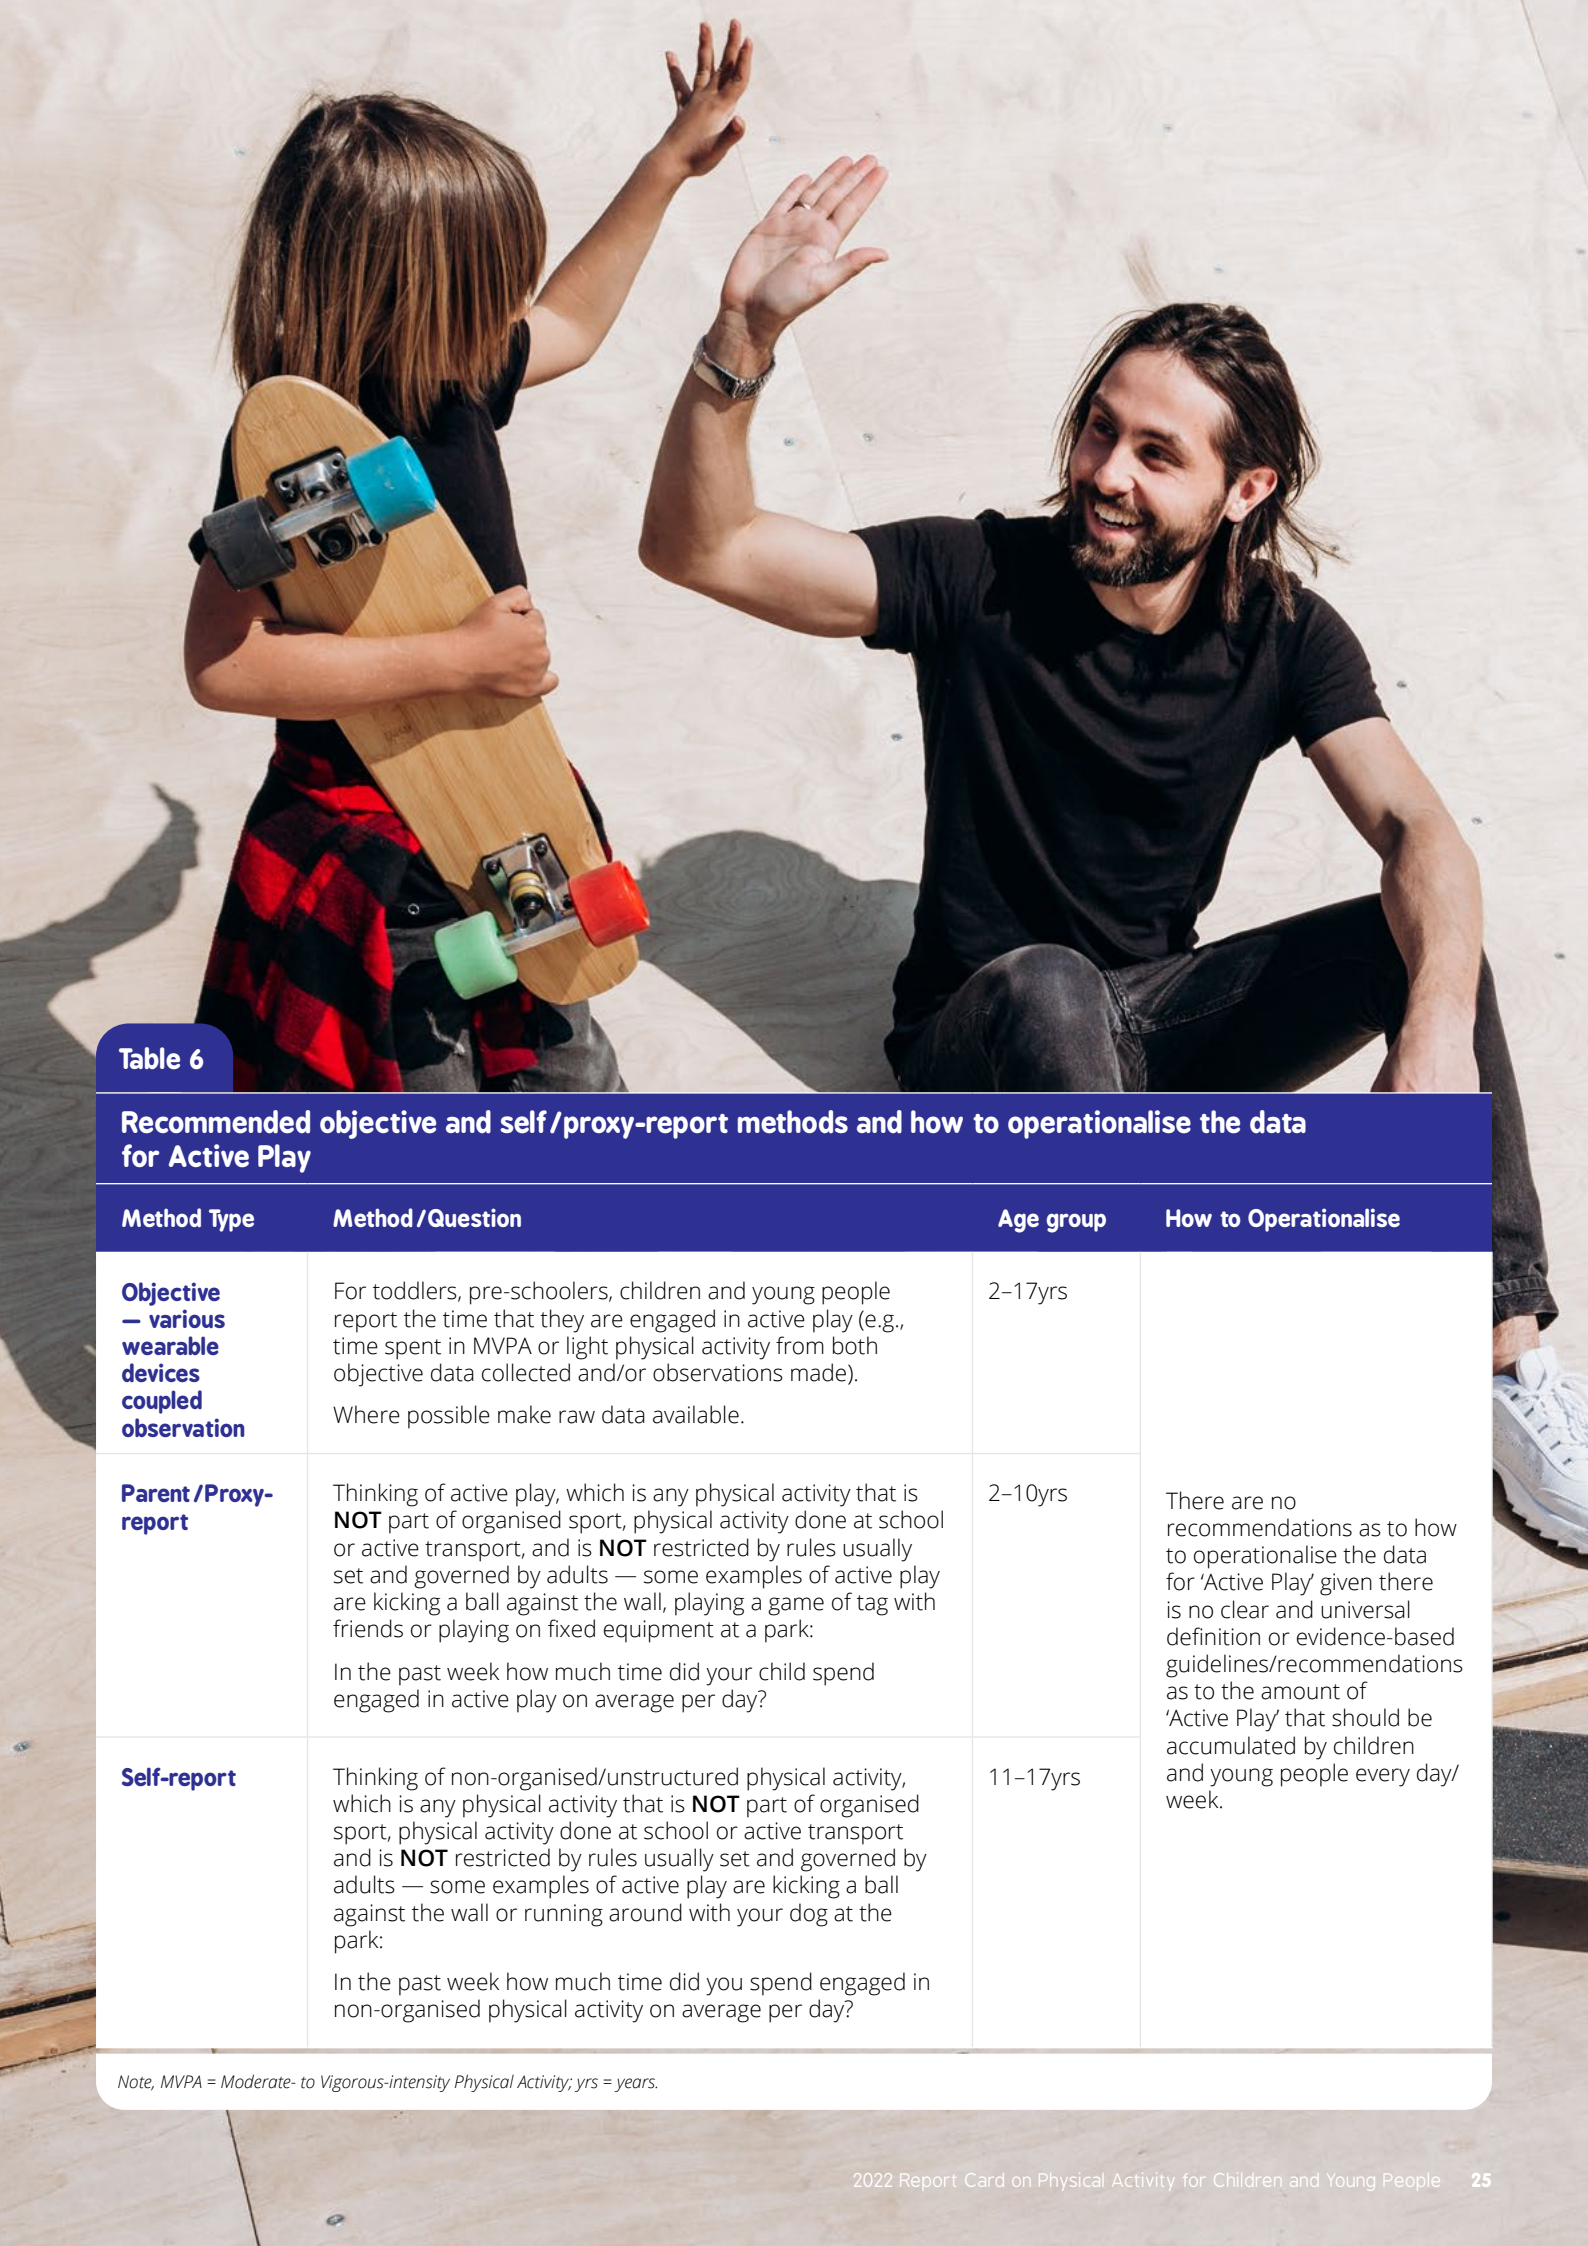 Table 6
Recommended objective and self/proxy-report methods and how to operationalise the data
for Active Play
Method Type
Method/Question
Age group
How to Operationalise
Objective
— various
wearable
devices
coupled
observation
For toddlers, pre-schoolers, children and young people
report the time that they are engaged in active play (e.g.,
time spent in MVPA or light physical activity from both
objective data collected and/or observations made).
Where possible make raw data available.
2–17yrs
Parent/Proxy-
report
Thinking of active play, which is any physical activity that is
NOT part of organised sport, physical activity done at school
or active transport, and is NOT restricted by rules usually
set and governed by adults — some examples of active play
are kicking a ball against the wall, playing a game of tag with
friends or playing on fixed equipment at a park:
In the past week how much time did your child spend
engaged in active play on average per day?
2–10yrs
Self-report
Thinking of non-organised/unstructured physical activity,
which is any physical activity that is NOT part of organised
sport, physical activity done at school or active transport
and is NOT restricted by rules usually set and governed by
adults — some examples of active play are kicking a ball
against the wall or running around with your dog at the
park:
In the past week how much time did you spend engaged in
non-organised physical activity on average per day?
11–17yrs
There are no
recommendations as to how
to operationalise the data
for ‘Active Play’ given there
is no clear and universal
definition or evidence-based
guidelines/recommendations
as to the amount of
‘Active Play’ that should be
accumulated by children
and young people every day/
week.
Note, MVPA = Moderate- to Vigorous-intensity Physical Activity; yrs = years.
2022 Report Card on Physical Activity for Children and Young People 25